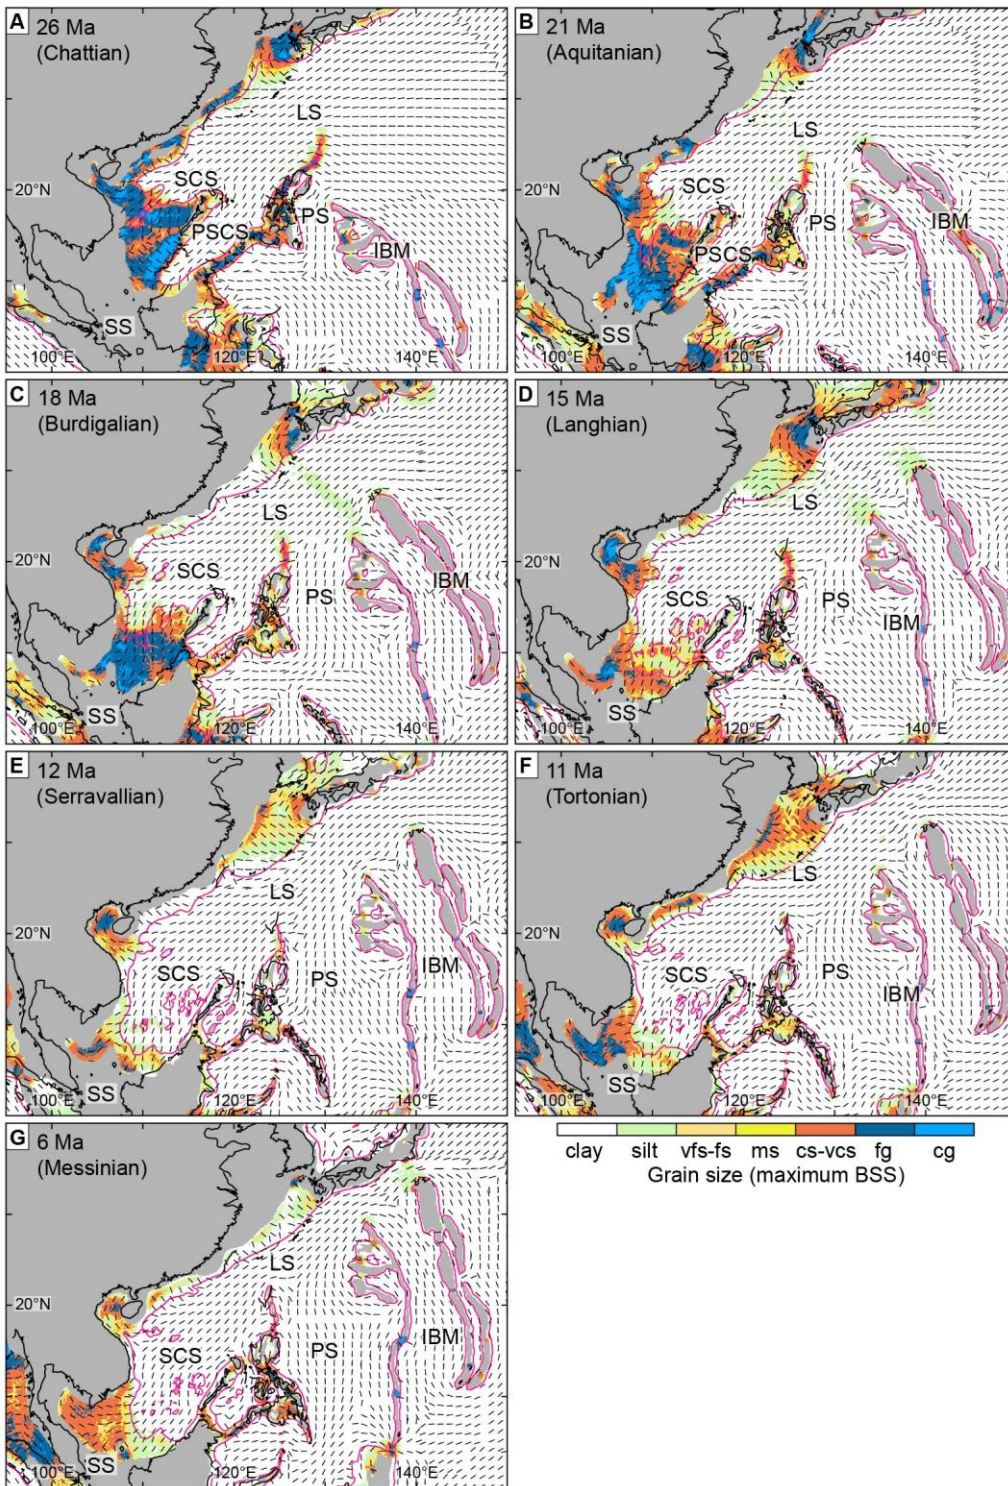 A
26 Ma
(Chattian)
LS
20°N
SCS
PSCS
PS
IBM
SS
100°E
120°E
140°E
B
21 Ma
(Aquitanian)
LS
20°N
SCS
PSCS
PS
IBM
SS
100°E
120°E
140°E
C
18 Ma
(Burdigalian)
LS
20°N
SCS
PS
IBM
SS
100°E
120°E
140°E
D
15 Ma
(Langhian)
LS
20°N
SCS
PS
IBM
SS
100°E
120°E
140°E
E
12 Ma
(Serravallian)
LS
20°N
SCS
PS
IBM
SS
100°E
120°E
140°E
F
11 Ma
(Tortonian)
LS
20°N
SCS
PS
IBM
SS
100°E
120°E
140°E
G
6 Ma
(Messinian)
LS
20°N
SCS
PS
IBM
SS
100°E
120°E
140°E
clay silt vfs-fs ms cs-vcs fg cg
Grain size (maximum BSS)